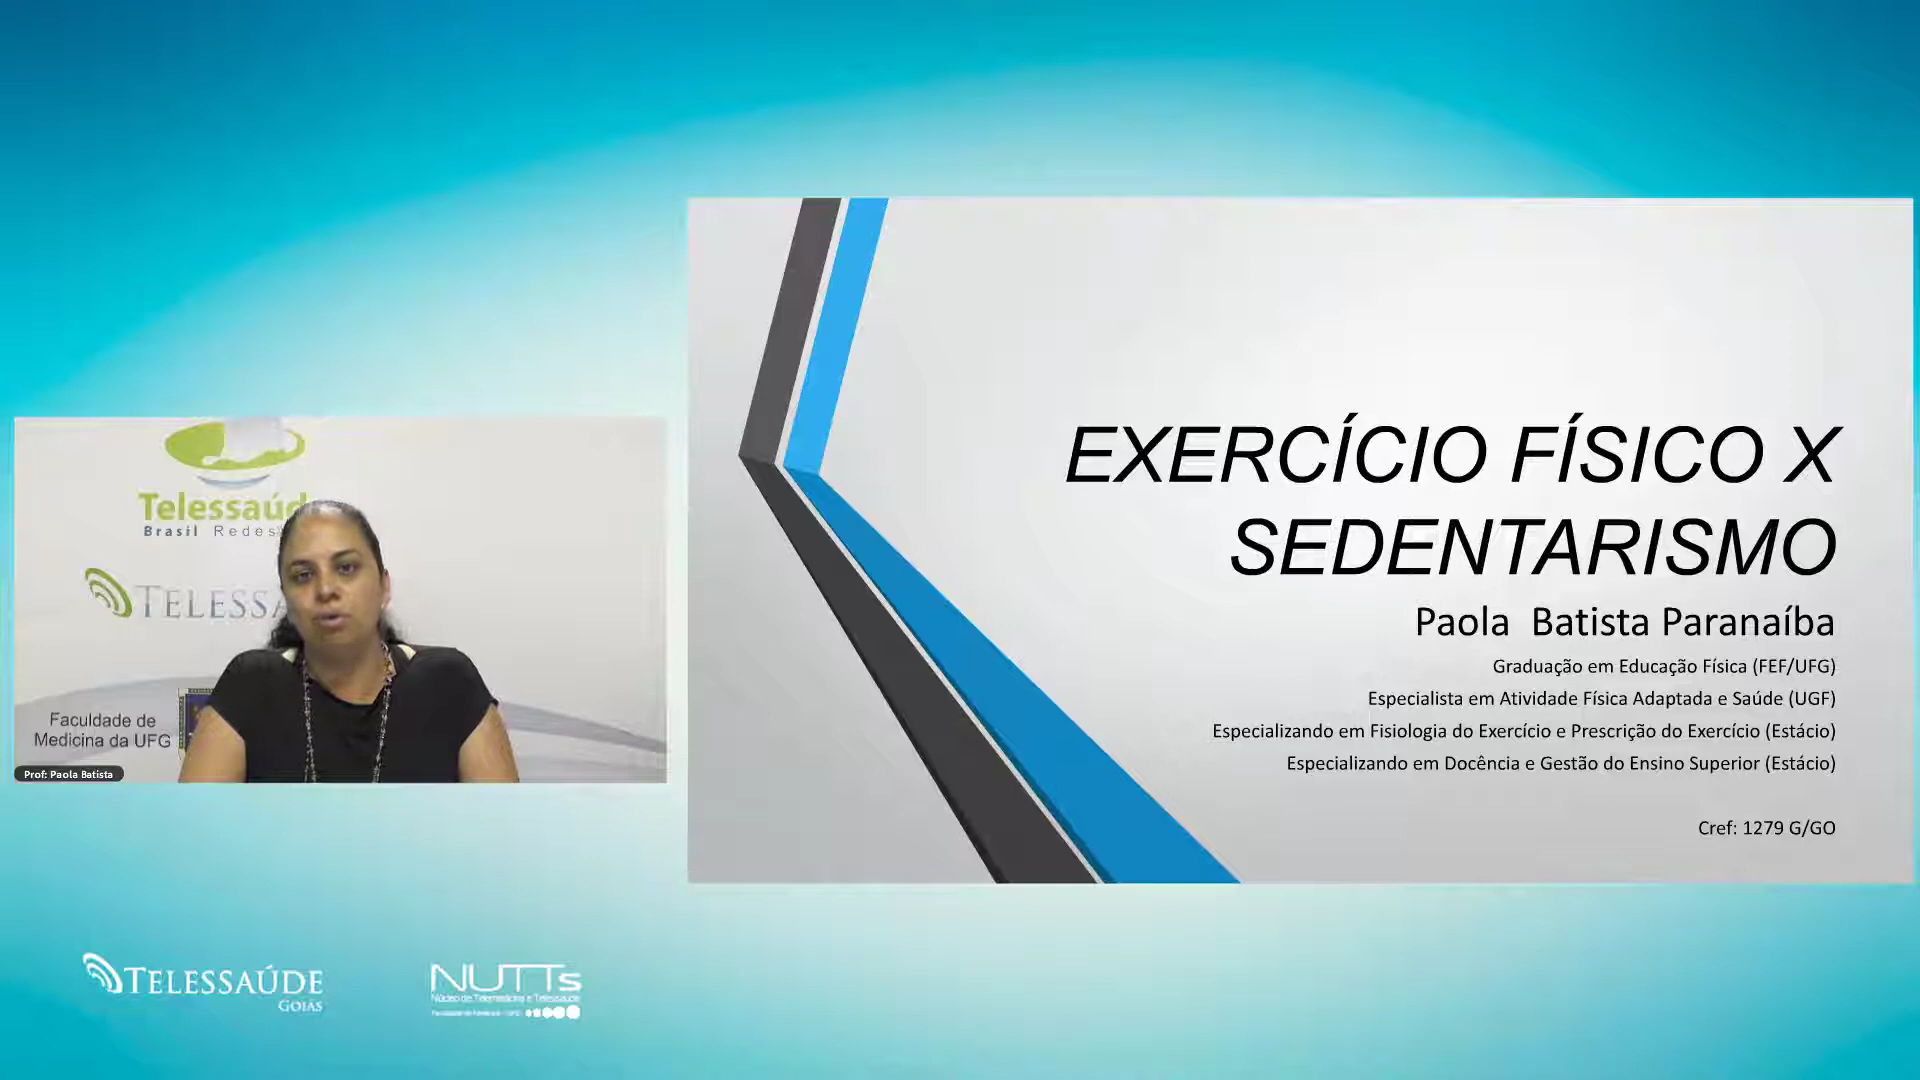 Telessaúd
Brasil Redes
TELESSA
Faculdade de
Medicina da UFG
Prof: Paola Batista
EXERCÍCIO FÍSICO X
SEDENTARISMO
Paola Batista Paranaíba
Graduação em Educação Física (FEF/UFG)
Especialista em Atividade Física Adaptada e Saúde (UGF)
Especializando em Fisiologia do Exercício e Prescrição do Exercício (Estácio)
Especializando em Docência e Gestão do Ensino Superior (Estácio)
Cref: 1279 G/GO
TELESSAÚDE
GOIÁS
NUTTs
Núcleo de Telemedicina e Telessaúde